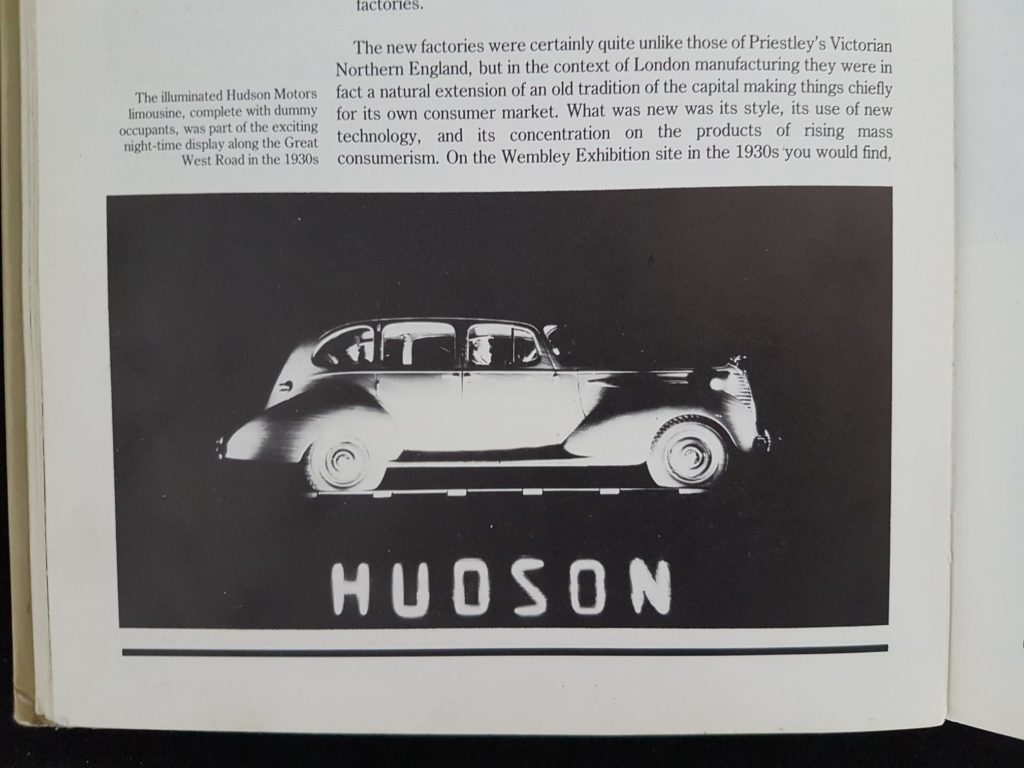 factories.
The new factories were certainly quite unlike those of Priestley's Victorian
Northern England, but in the context of London manufacturing they were in
fact a natural extension of an old tradition of the capital making things chiefly
for its own consumer market. What was new was its style, its use of new
technology, and its concentration on the products of rising mass
consumerism. On the Wembley Exhibition site in the 1930s you would find,
The illuminated Hudson Motors
limousine, complete with dummy
occupants, was part of the exciting
night-time display along the Great
West Road in the 1930s
HUDSON